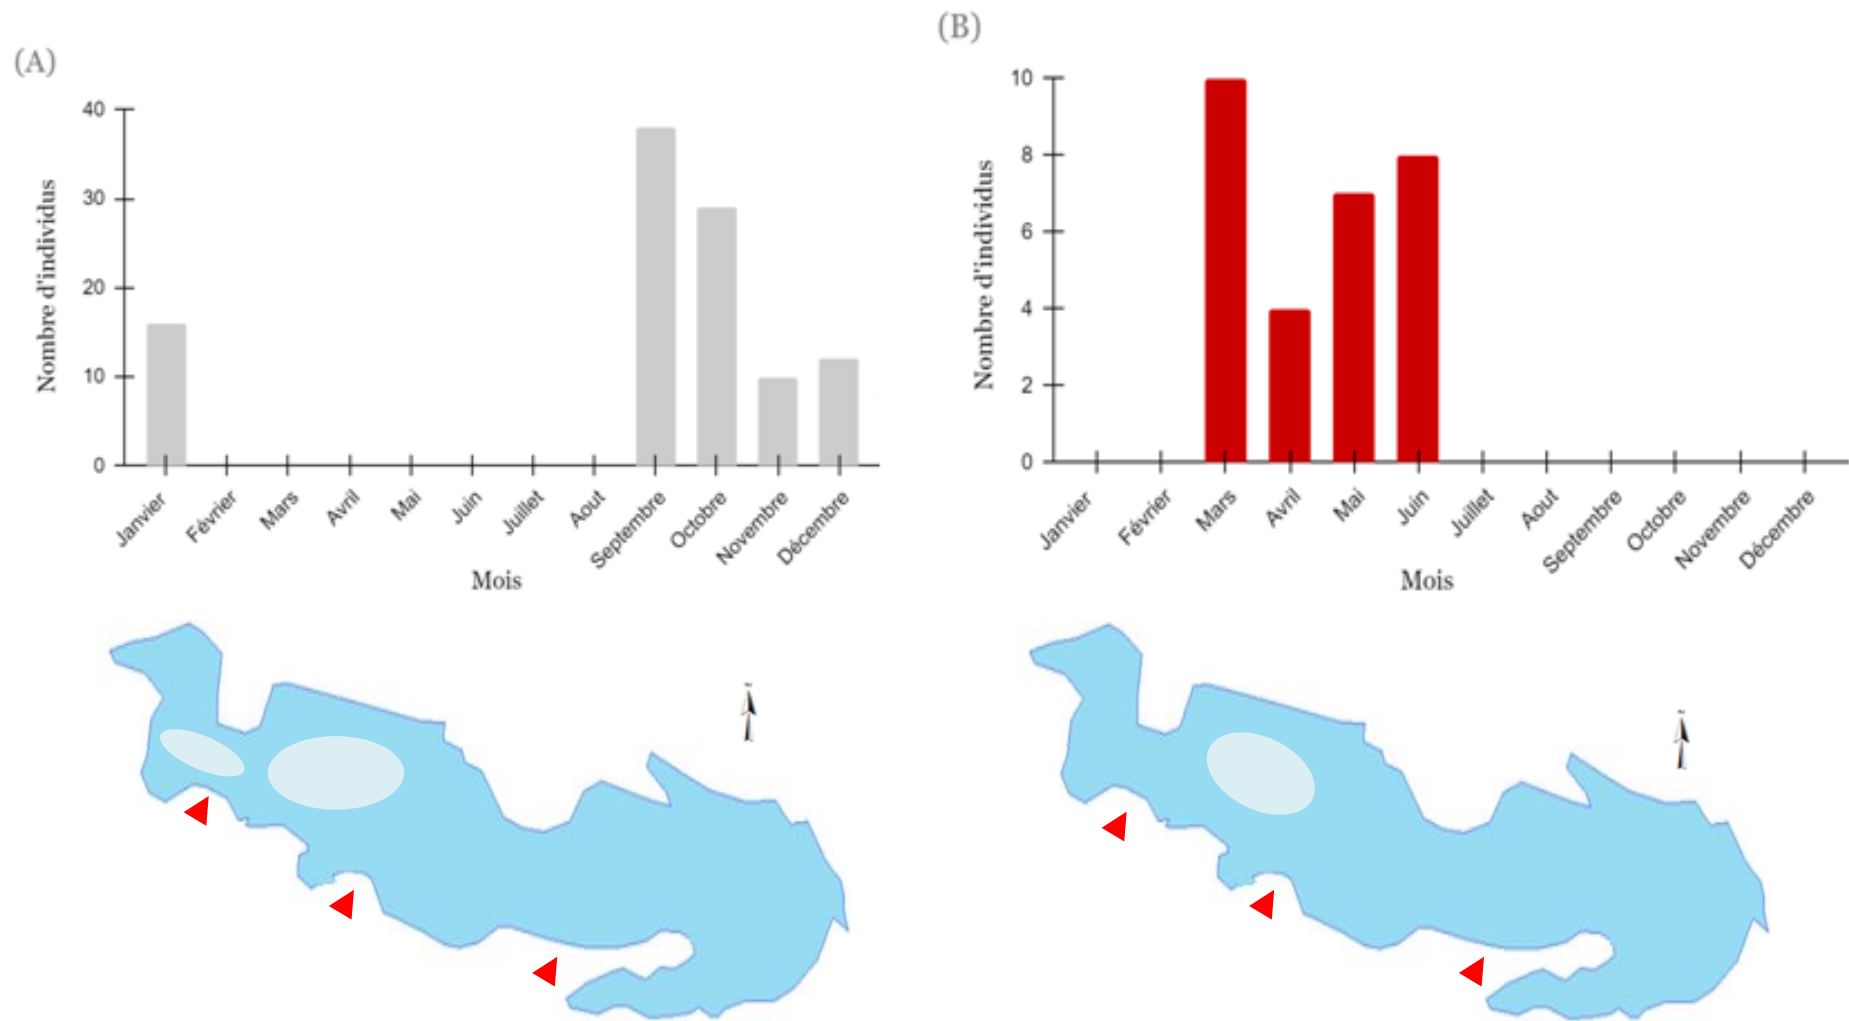 (A)
Nombre d'individus
40
30
20
10
0
Janvier
Février
Mars
Avril
Mai
Juin
Juillet
Aout
Septembre
Octobre
Novembre
Décembre
Mois
(B)
Nombre d'individus
10
8
6
4
2
0
Janvier
Février
Mars
Avril
Mai
Juin
Juillet
Aout
Septembre
Octobre
Novembre
Décembre
Mois